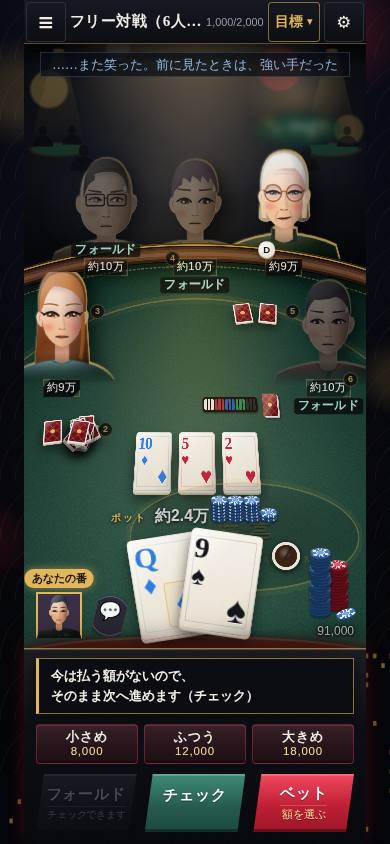 フリー対戦（6人… 1,000/2,000 目標 ▾
……また笑った。前に見たときは、強い手だった
フォールド
約10万
4 約10万
フォールド
D
約9万
3
約9万
5
6
約10万
フォールド
2
10 5 2
ポット 約2.4万
Q 9
あなたの番
91,000
今は払う額がないので、
そのまま次へ進めます（チェック）
小さめ ふつう 大きめ
8,000 12,000 18,000
フォールド チェック ベット
チェックできます 額を選ぶ